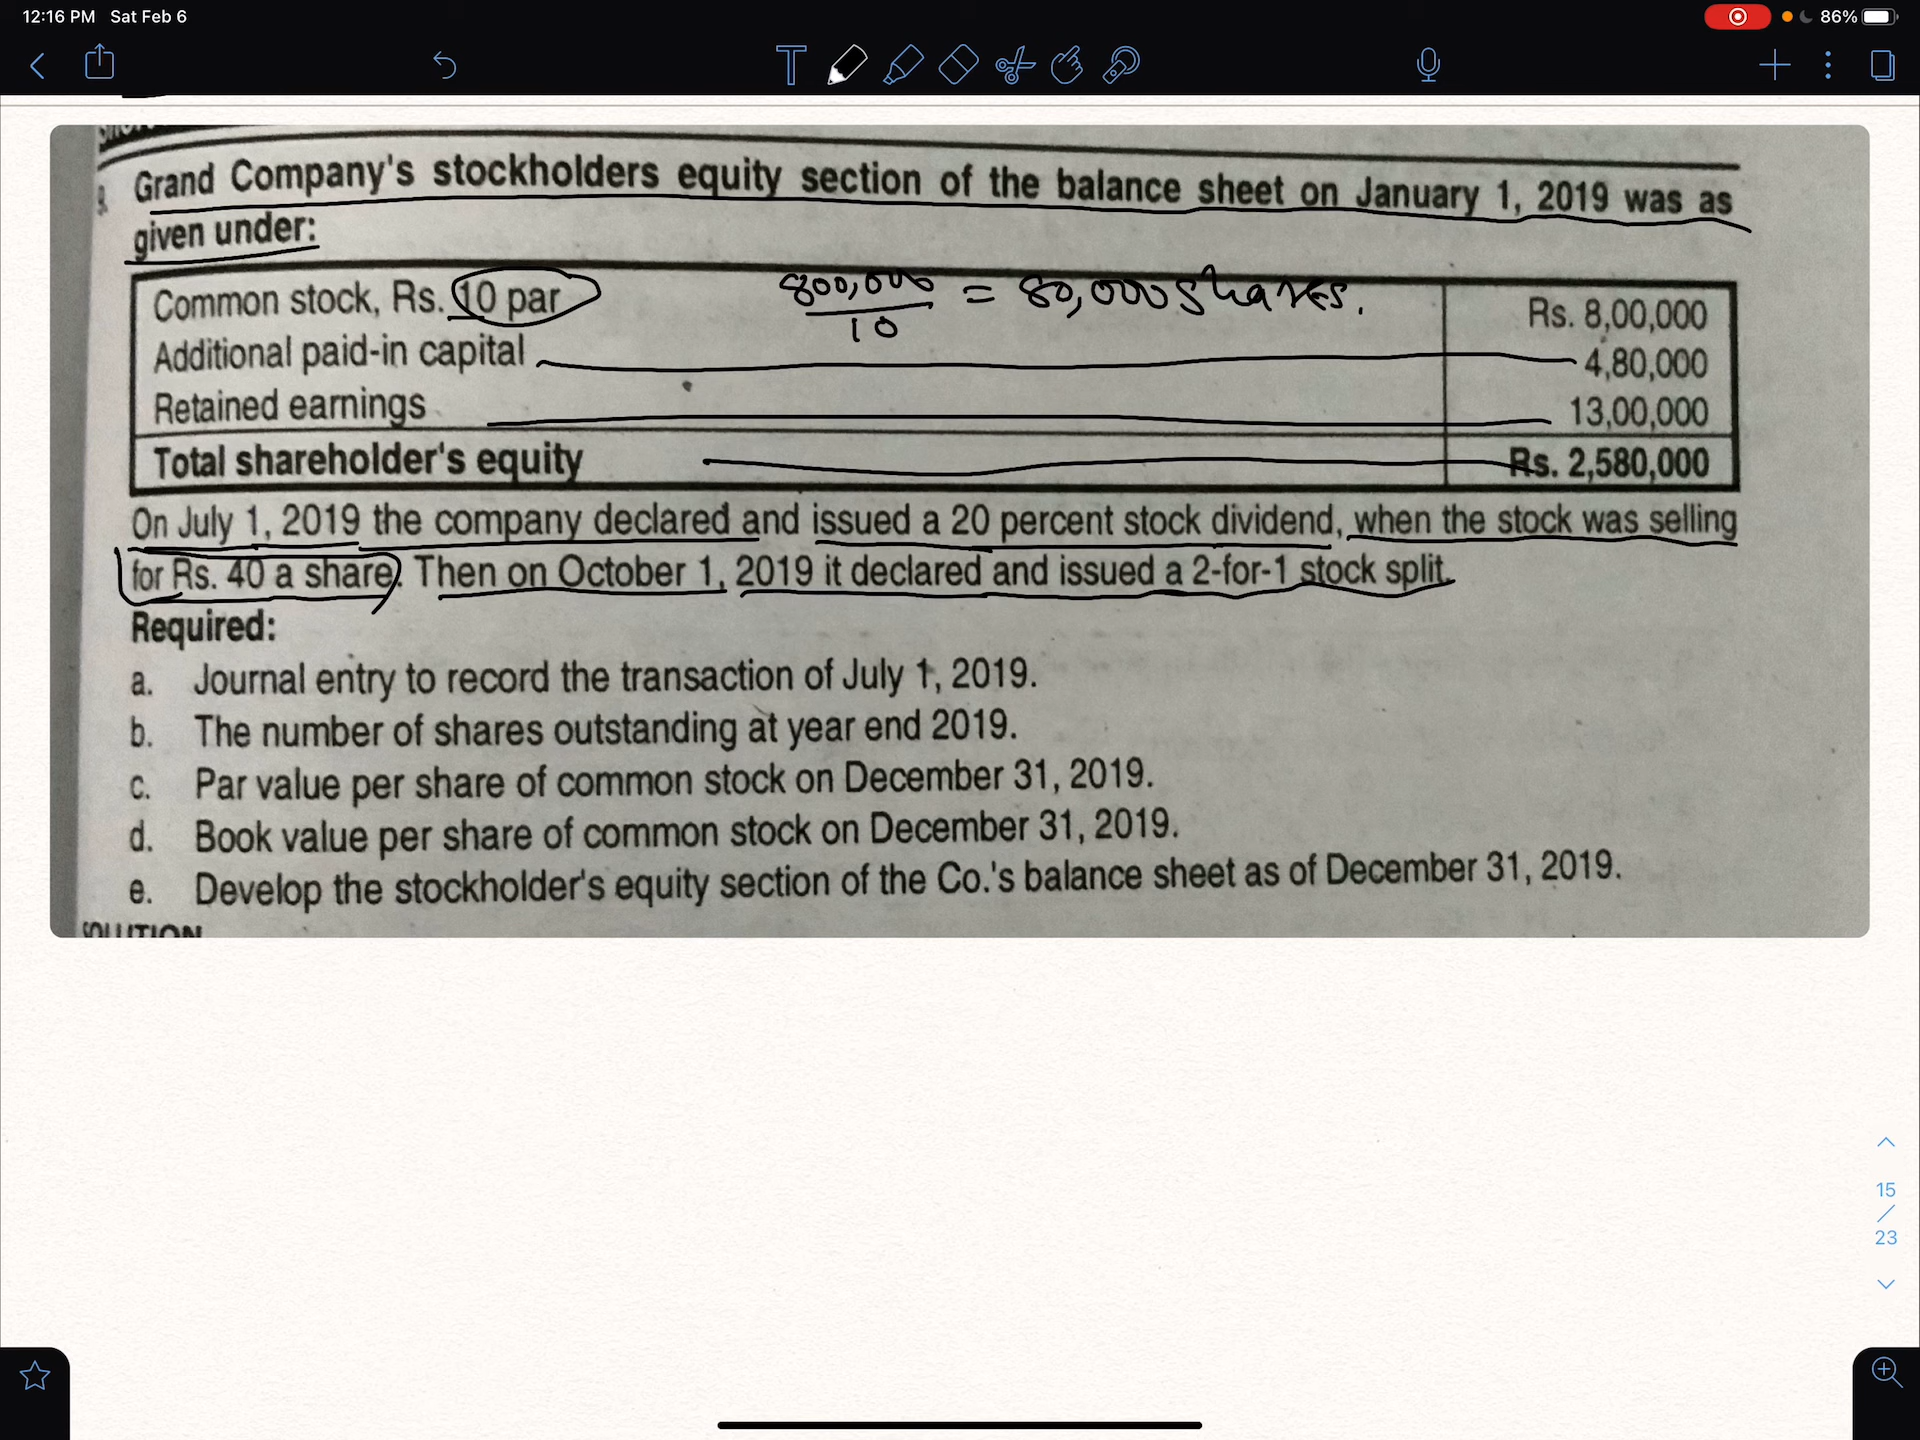 12:16 PM Sat Feb 6
86%
Grand Company's stockholders equity section of the balance sheet on January 1, 2019 was as
given under:
Common stock, Rs. 10 par 800,000 = 80,000 shares. Rs. 8,00,000
10
Additional paid-in capital 4,80,000
Retained earnings 13,00,000
Total shareholder's equity Rs. 2,580,000
On July 1, 2019 the company declared and issued a 20 percent stock dividend, when the stock was selling
for Rs. 40 a share. Then on October 1, 2019 it declared and issued a 2-for-1 stock split.
Required:
a. Journal entry to record the transaction of July 1, 2019.
b. The number of shares outstanding at year end 2019.
c. Par value per share of common stock on December 31, 2019.
d. Book value per share of common stock on December 31, 2019.
e. Develop the stockholder's equity section of the Co.'s balance sheet as of December 31, 2019.
SOLUTION
15
/
23